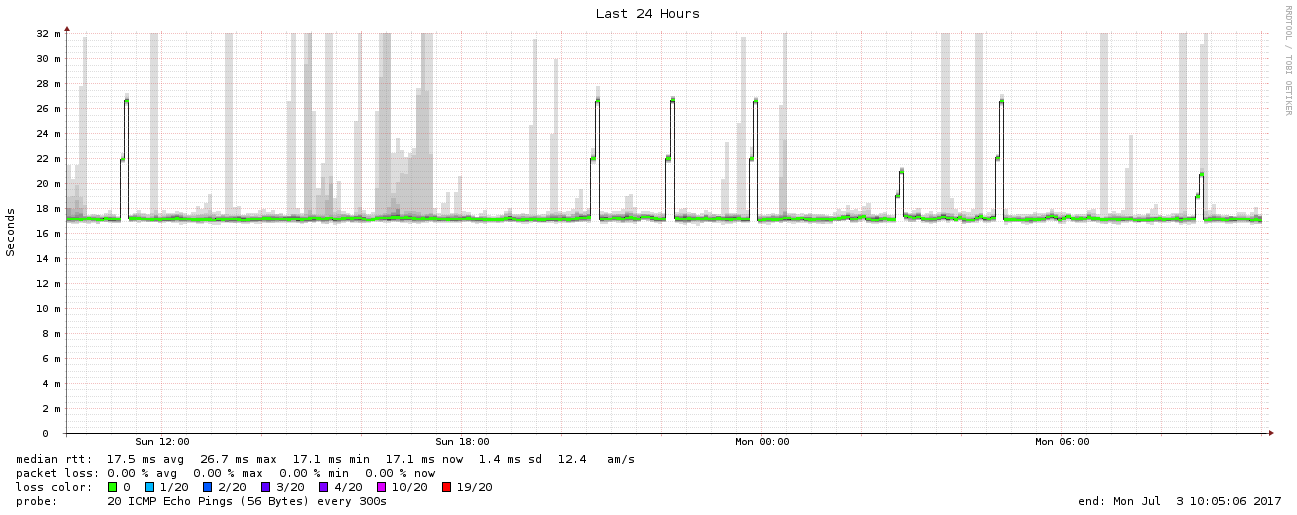 Last 24 Hours
RRDTOOL / TOBI OETIKER
Seconds
32 m
30 m
28 m
26 m
24 m
22 m
20 m
18 m
16 m
14 m
12 m
10 m
8 m
6 m
4 m
2 m
0
Sun 12:00 Sun 18:00 Mon 00:00 Mon 06:00
median rtt: 17.5 ms avg 26.7 ms max 17.1 ms min 17.1 ms now 1.4 ms sd 12.4 am/s
packet loss: 0.00 % avg 0.00 % max 0.00 % min 0.00 % now
loss color: 0 1/20 2/20 3/20 4/20 10/20 19/20
probe: 20 ICMP Echo Pings (56 Bytes) every 300s end: Mon Jul 3 10:05:06 2017